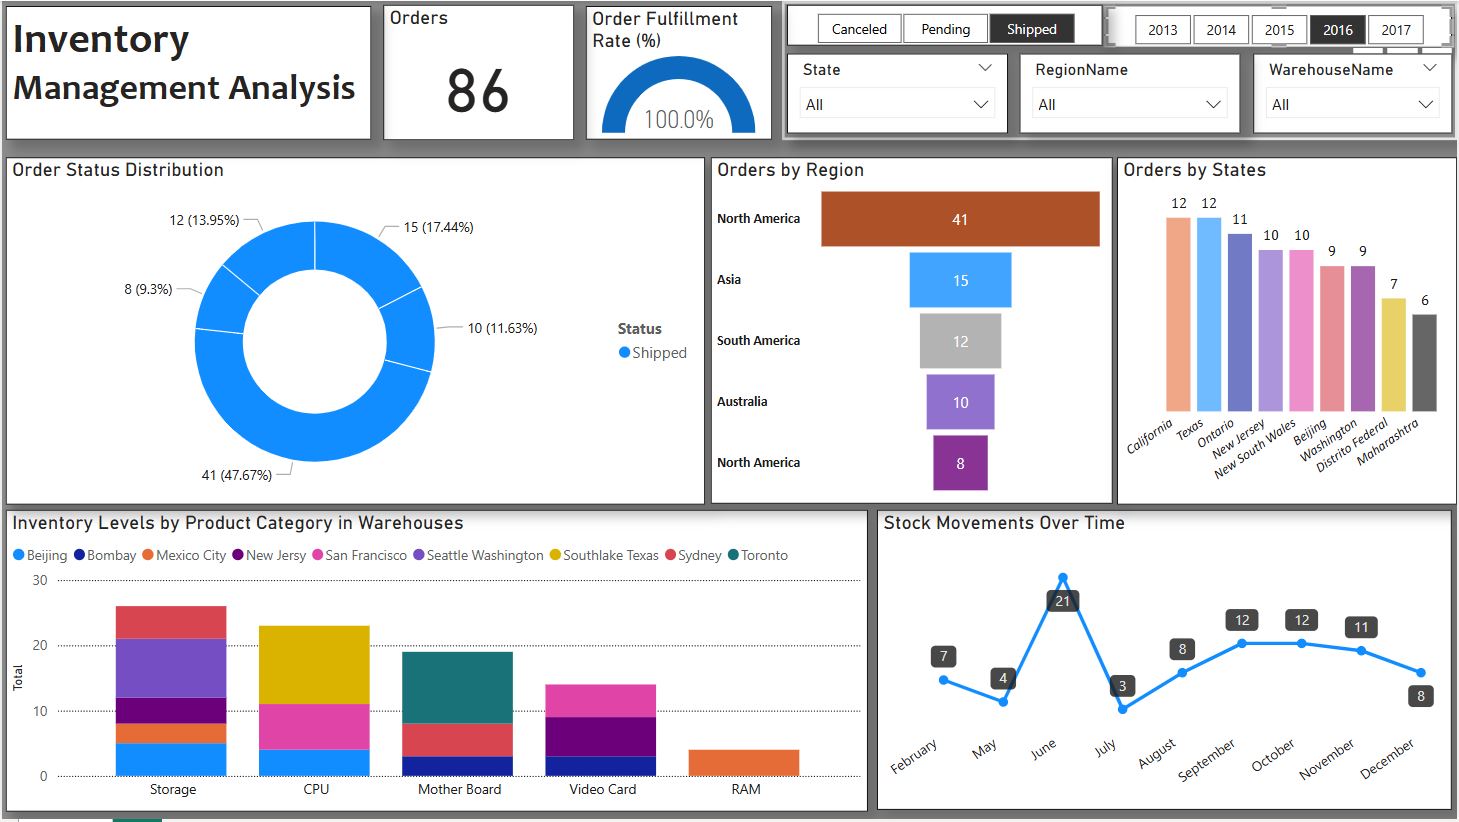 Inventory
Management Analysis
Orders
86
Order Fulfillment
Rate (%)
100.0%
Canceled
Pending
Shipped
2013
2014
2015
2016
2017
State
All
RegionName
All
WarehouseName
All
Order Status Distribution
12 (13.95%)
15 (17.44%)
8 (9.3%)
10 (11.63%)
41 (47.67%)
Status
Shipped
Orders by Region
North America
41
Asia
15
South America
12
Australia
10
North America
8
Orders by States
12
12
11
10
10
9
9
7
6
California
Texas
Ontario
New Jersey
New South Wales
Beijing
Washington
Distrito Federal
Maharashtra
Inventory Levels by Product Category in Warehouses
Beijing
Bombay
Mexico City
New Jersy
San Francisco
Seattle Washington
Southlake Texas
Sydney
Toronto
30
20
10
0
Total
Storage
CPU
Mother Board
Video Card
RAM
Stock Movements Over Time
7
4
21
3
8
12
12
11
8
February
May
June
July
August
September
October
November
December